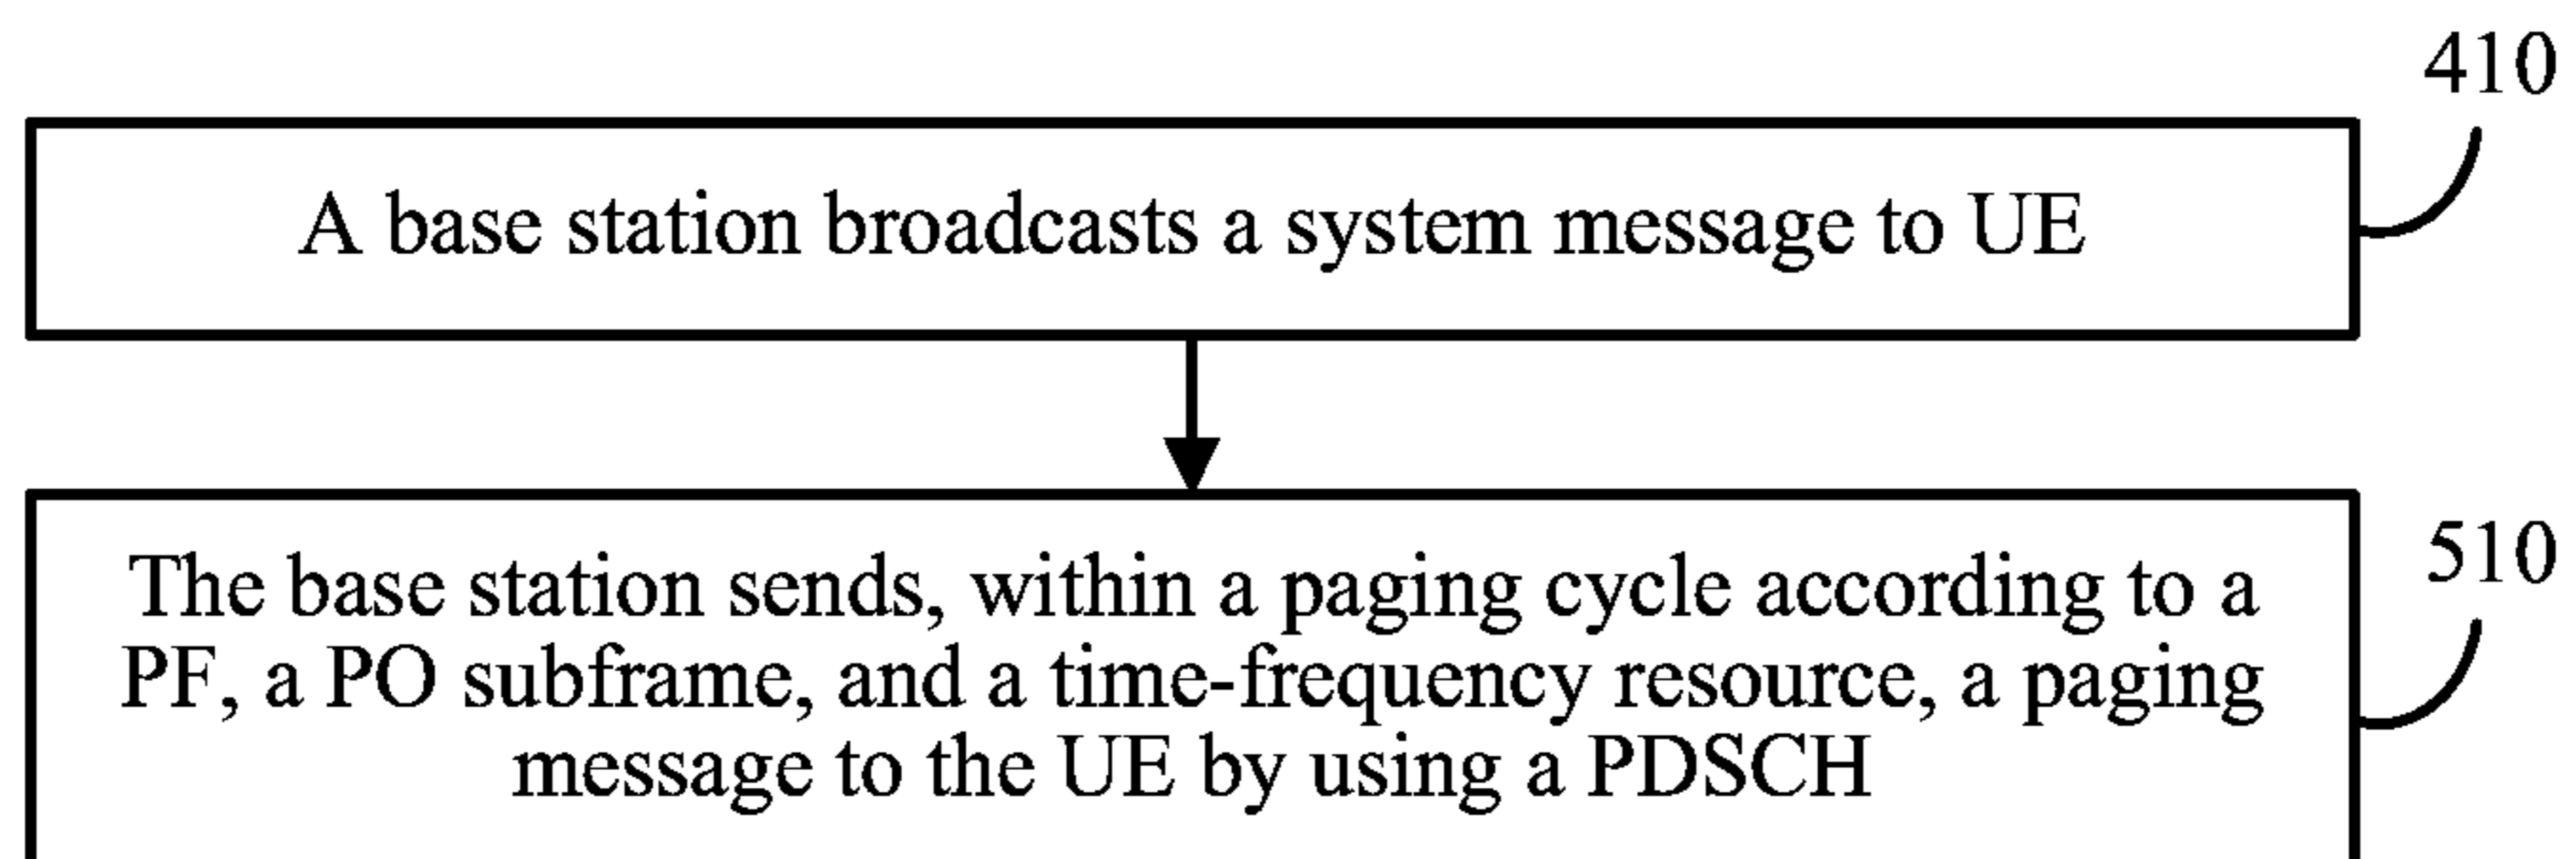 410
A base station broadcasts a system message to UE
510
The base station sends, within a paging cycle according to a
PF, a PO subframe, and a time-frequency resource, a paging
message to the UE by using a PDSCH